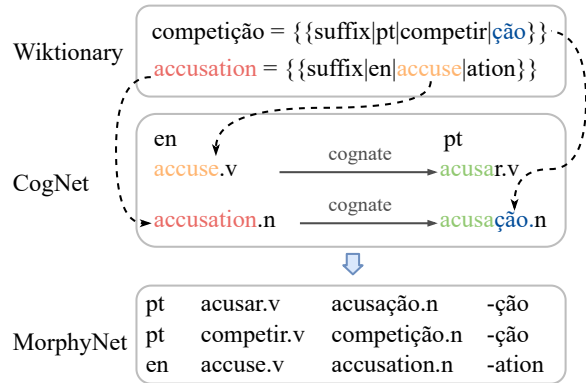 Wiktionary
competição = {{suffix|pt|competir|ção}}
accusation = {{suffix|en|accuse|ation}}
CogNet
en pt
accuse.v cognate acusar.v
accusation.n cognate acusação.n
MorphyNet
pt acusar.v acusação.n -ção
pt competir.v competição.n -ção
en accuse.v accusation.n -ation